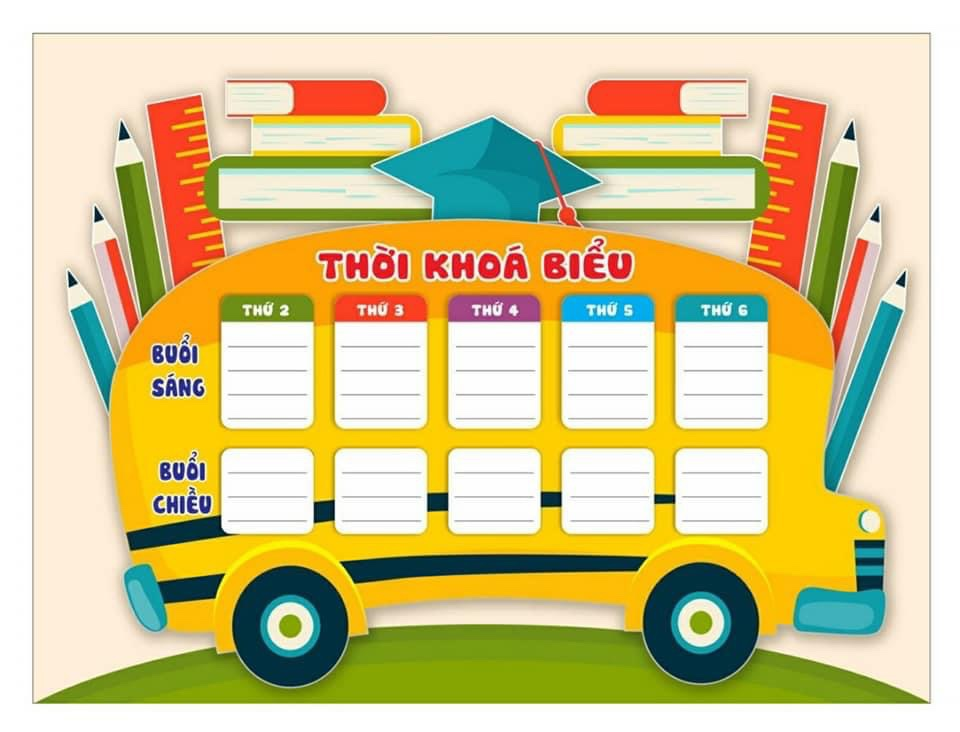 THỜI KHOÁ BIỂU
THỨ 2 THỨ 3 THỨ 4 THỨ 5 THỨ 6
BUỔI
SÁNG
BUỔI
CHIỀU